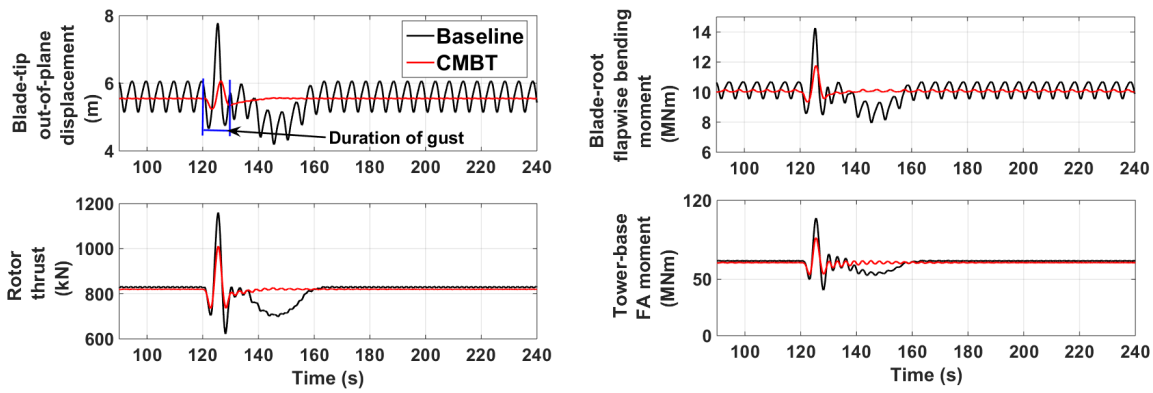 Blade-tip
out-of-plane
displacement
(m)
8
6
4
Baseline
CMBT
Duration of gust
100 120 140 160 180 200 220 240
Blade-root
flapwise bending
moment
(MNm)
14
12
10
8
6
100 120 140 160 180 200 220 240
Rotor
thrust
(kN)
1200
1000
800
600
100 120 140 160 180 200 220 240
Time (s)
Tower-base
FA moment
(MNm)
120
50
0
100 120 140 160 180 200 220 240
Time (s)